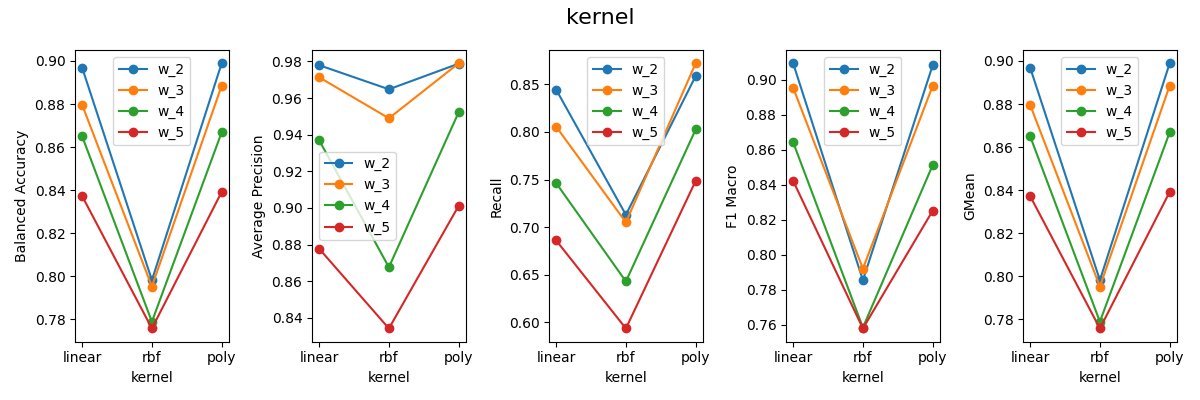 kernel
Balanced Accuracy
0.90
0.88
0.86
0.84
0.82
0.80
0.78
w_2
w_3
w_4
w_5
linear rbf poly
kernel
Average Precision
0.98
0.96
0.94
0.92
0.90
0.88
0.86
0.84
w_2
w_3
w_4
w_5
linear rbf poly
kernel
Recall
0.85
0.80
0.75
0.70
0.65
0.60
w_2
w_3
w_4
w_5
linear rbf poly
kernel
F1 Macro
0.90
0.88
0.86
0.84
0.82
0.80
0.78
0.76
w_2
w_3
w_4
w_5
linear rbf poly
kernel
GMean
0.90
0.88
0.86
0.84
0.82
0.80
0.78
w_2
w_3
w_4
w_5
linear rbf poly
kernel